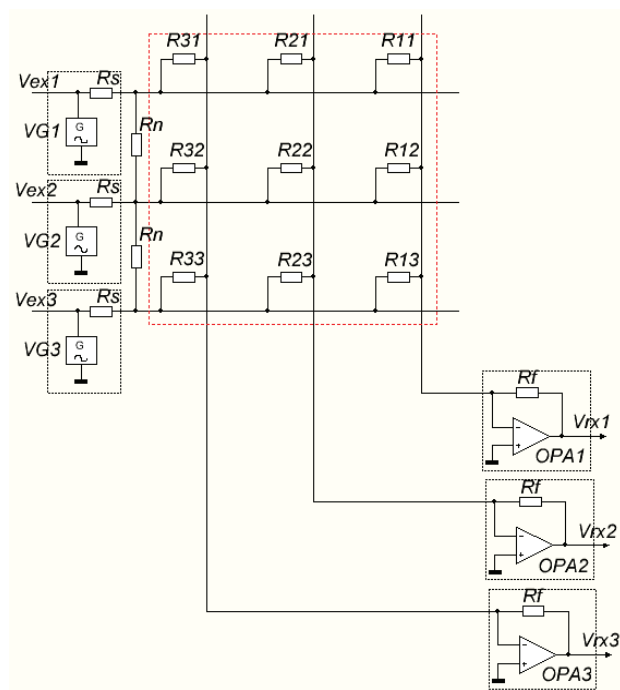 R31 R21 R11
Vex1 Rs
G
VG1 Rn
R32 R22 R12
Vex2 Rs
G
VG2 Rn
R33 R23 R13
Vex3 Rs
G
VG3
Rf
Vrx1
−
+
OPA1
Rf
Vrx2
−
+
OPA2
Rf
Vrx3
−
+
OPA3